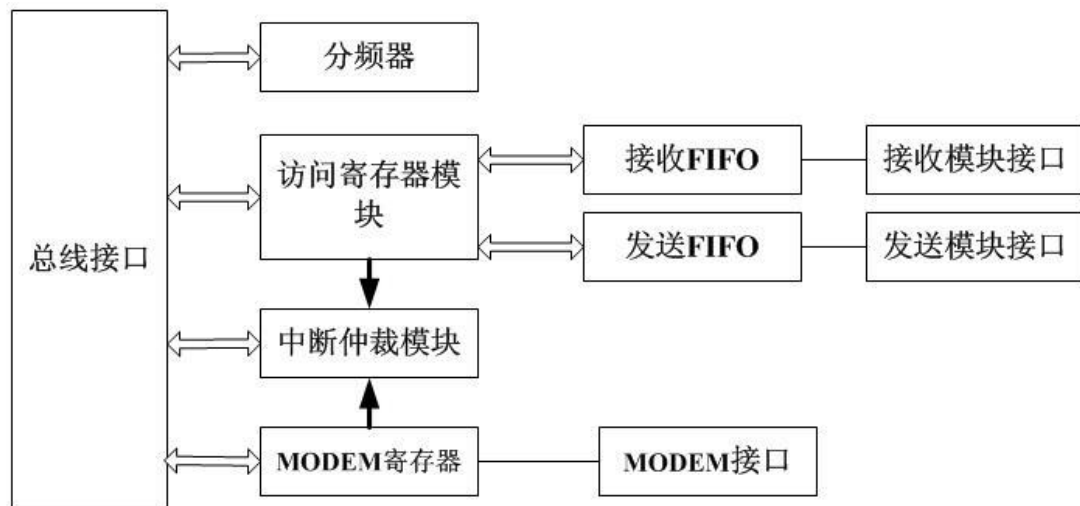 分频器
接收FIFO
接收模块接口
访问寄存器模
块
发送FIFO
发送模块接口
总线接口
中断仲裁模块
MODEM寄存器
MODEM接口